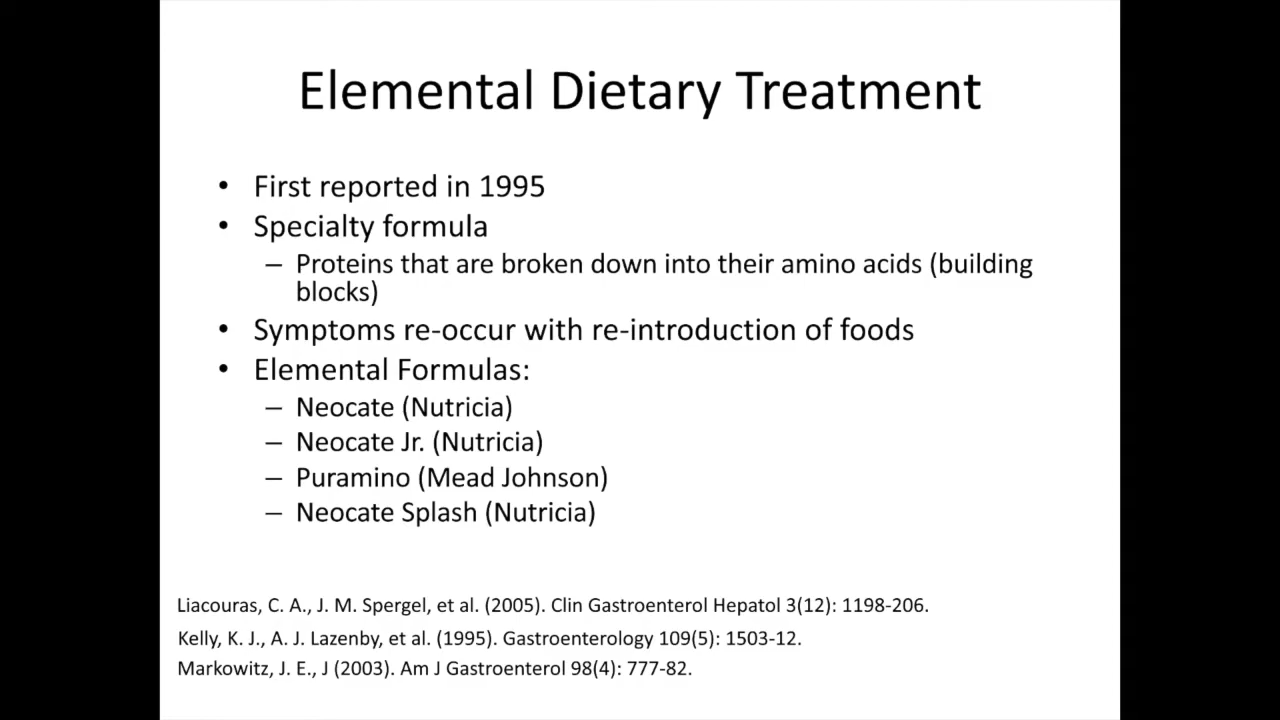 Elemental Dietary Treatment
• First reported in 1995
• Specialty formula
– Proteins that are broken down into their amino acids (building
blocks)
• Symptoms re-occur with re-introduction of foods
• Elemental Formulas:
– Neocate (Nutricia)
– Neocate Jr. (Nutricia)
– Puramino (Mead Johnson)
– Neocate Splash (Nutricia)
Liacouras, C. A., J. M. Spergel, et al. (2005). Clin Gastroenterol Hepatol 3(12): 1198-206.
Kelly, K. J., A. J. Lazenby, et al. (1995). Gastroenterology 109(5): 1503-12.
Markowitz, J. E., J (2003). Am J Gastroenterol 98(4): 777-82.